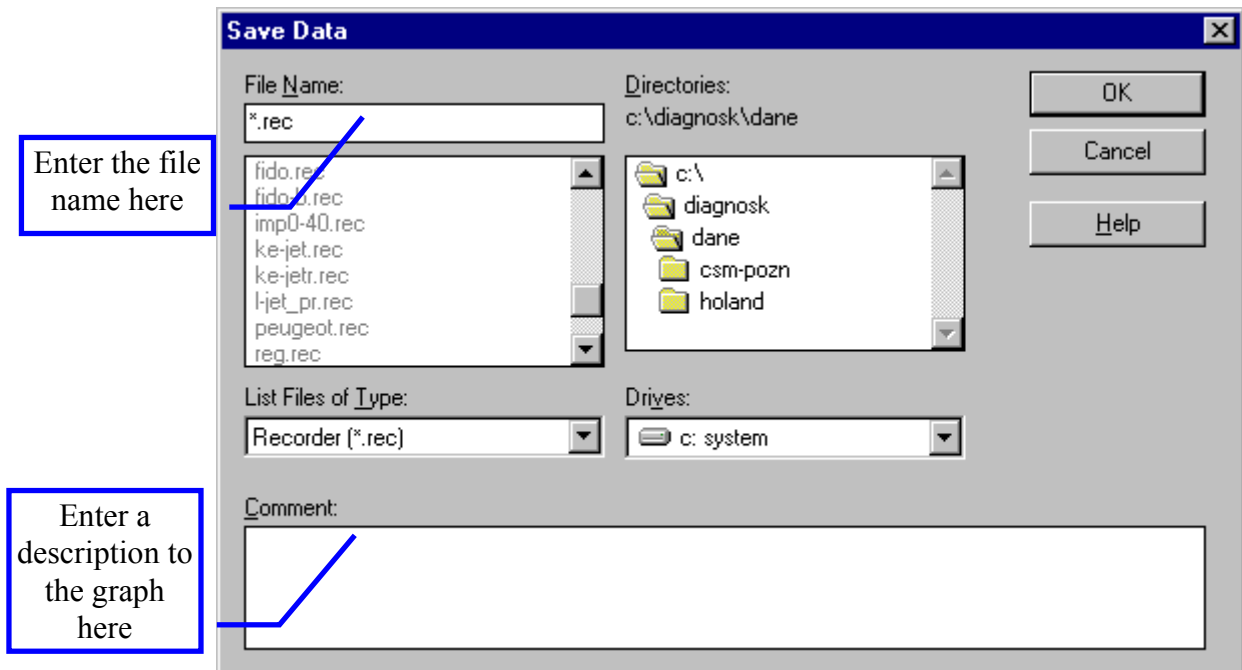 Save Data
File Name:
*.rec
Enter the file
name here
fido.rec
fido-b.rec
imp0-40.rec
ke-jet.rec
ke-jetr.rec
l-jet_pr.rec
peugeot.rec
reg.rec
List Files of Type:
Recorder (*.rec)
Directories:
c:\diagnosk\dane
c:\
diagnosk
dane
csm-pozn
holand
Drives:
c: system
OK
Cancel
Help
Comment:
Enter a
description to
the graph
here